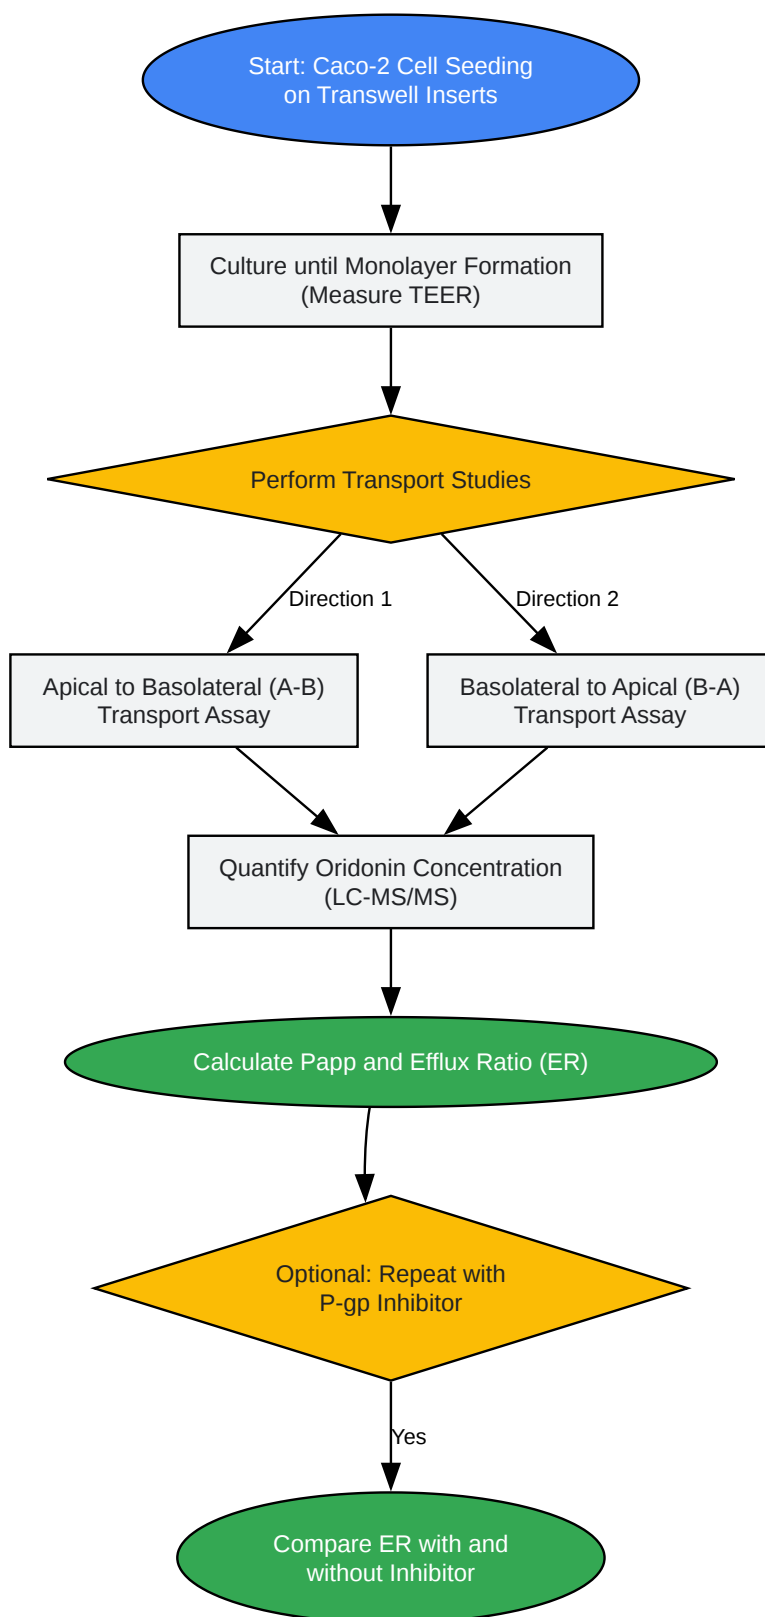 Start: Caco-2 Cell Seeding
on Transwell Inserts
Culture until Monolayer Formation
(Measure TEER)
Perform Transport Studies
Direction 1
Direction 2
Apical to Basolateral (A-B)
Transport Assay
Basolateral to Apical (B-A)
Transport Assay
Quantify Oridonin Concentration
(LC-MS/MS)
Calculate Papp and Efflux Ratio (ER)
Optional: Repeat with
P-gp Inhibitor
Yes
Compare ER with and
without Inhibitor